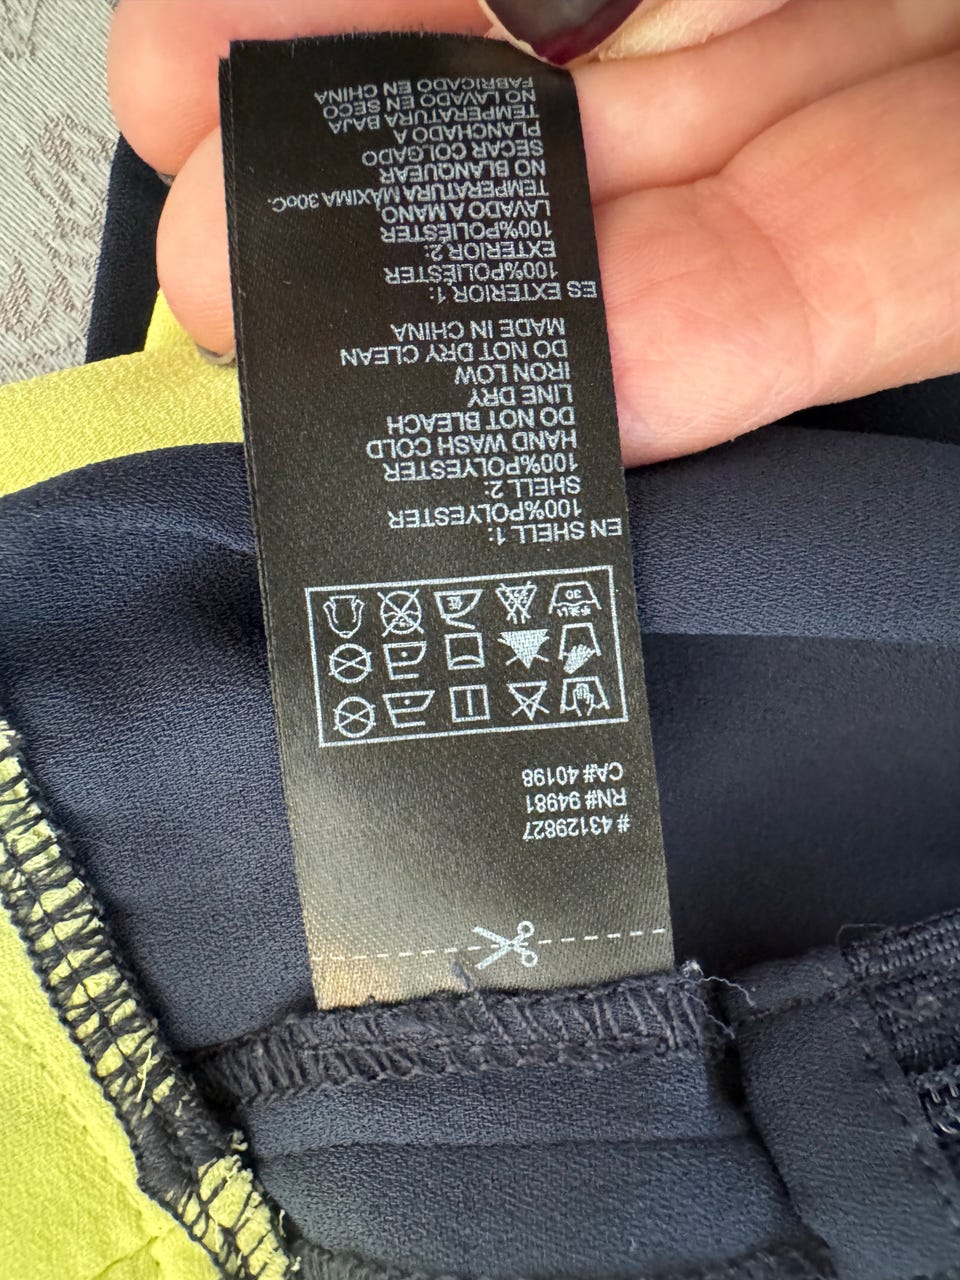 # 43129827
RN# 94981
CA# 40198
30
EN SHELL 1:
100%POLYESTER
SHELL 2:
100%POLYESTER
HAND WASH COLD
DO NOT BLEACH
LINE DRY
IRON LOW
DO NOT DRY CLEAN
MADE IN CHINA
ES EXTERIOR 1:
100%POLIÉSTER
EXTERIOR 2:
100%POLIÉSTER
LAVADO A MANO
TEMPERATURA MÁXIMA 30oC.
NO BLANQUEAR
SECAR COLGADO
PLANCHADO A
TEMPERATURA BAJA
NO LAVADO EN SECO
FABRICADO EN CHINA